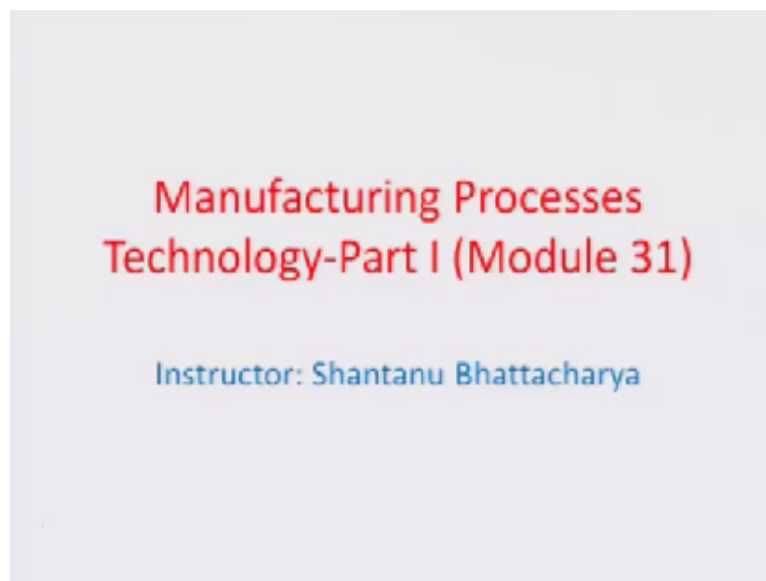 Manufacturing Processes
Technology-Part I (Module 31)
Instructor: Shantanu Bhattacharya